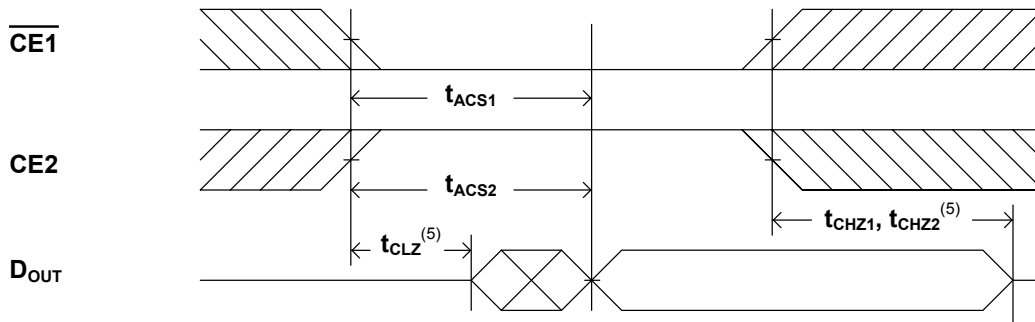 CE1
tACS1
CE2
tACS2
tCHZ1, tCHZ2(5)
tCLZ(5)
DOUT